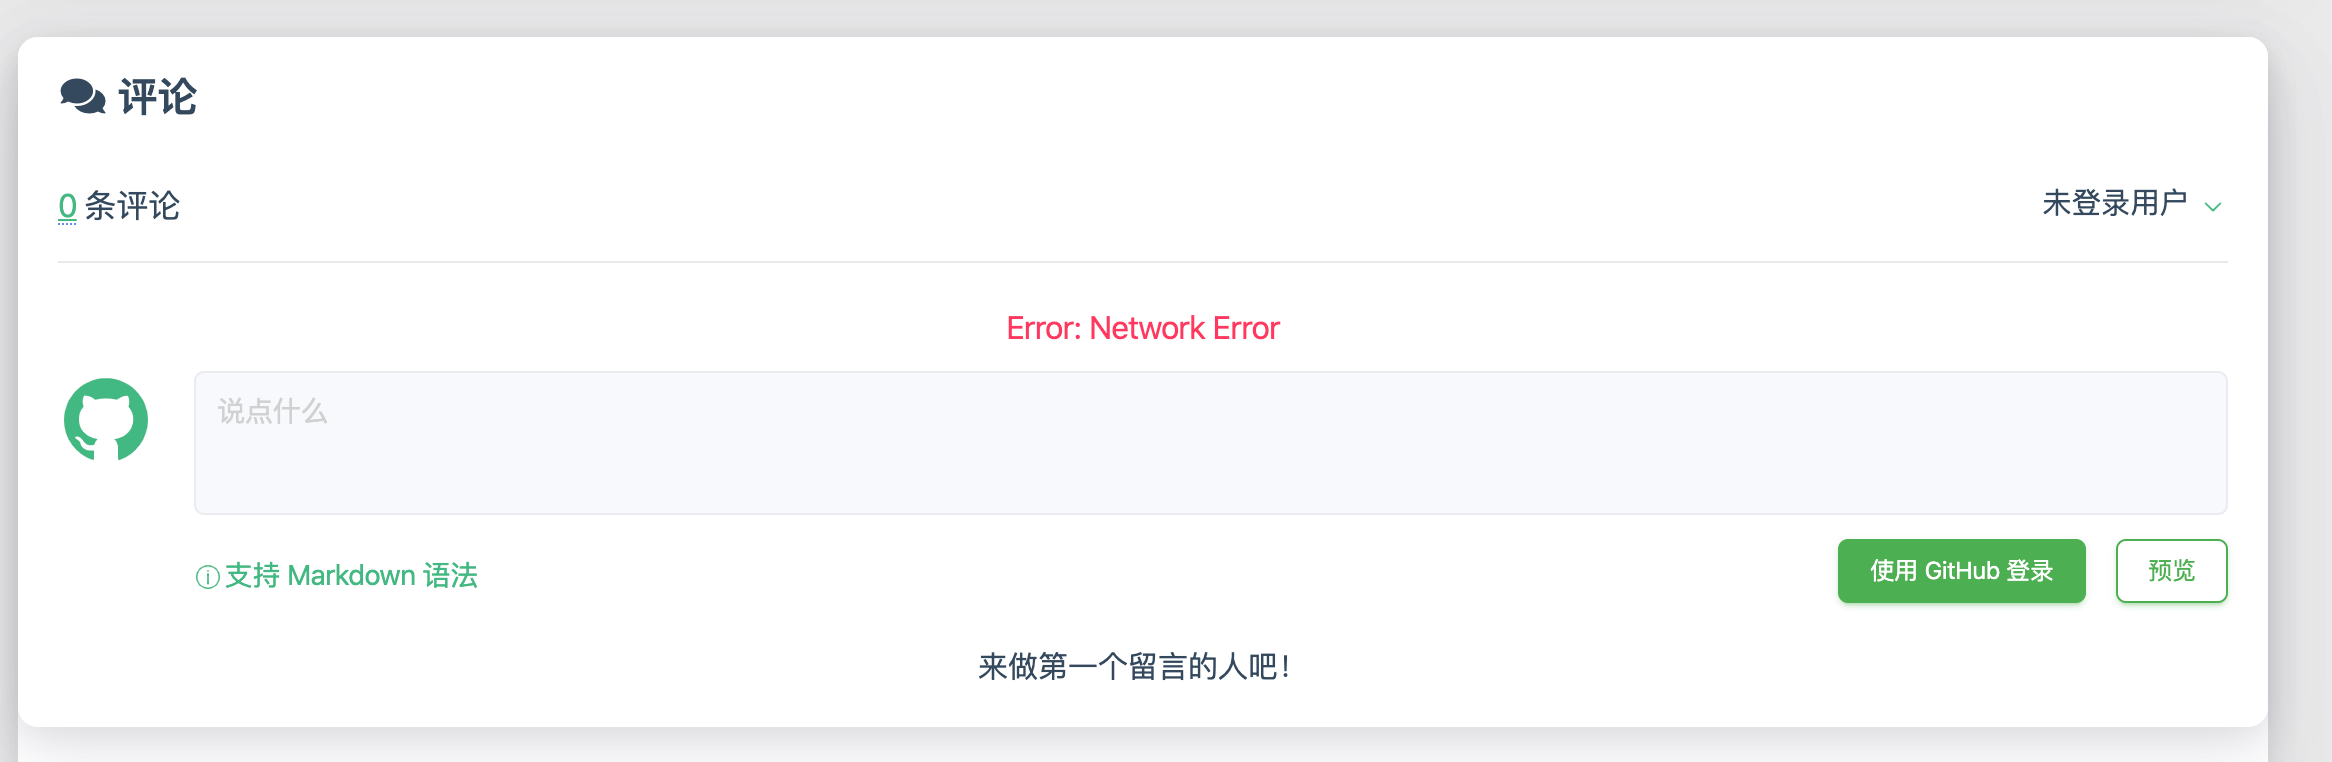 评论
0 条评论
未登录用户
Error: Network Error
说点什么
支持 Markdown 语法
使用 GitHub 登录
预览
来做第一个留言的人吧！